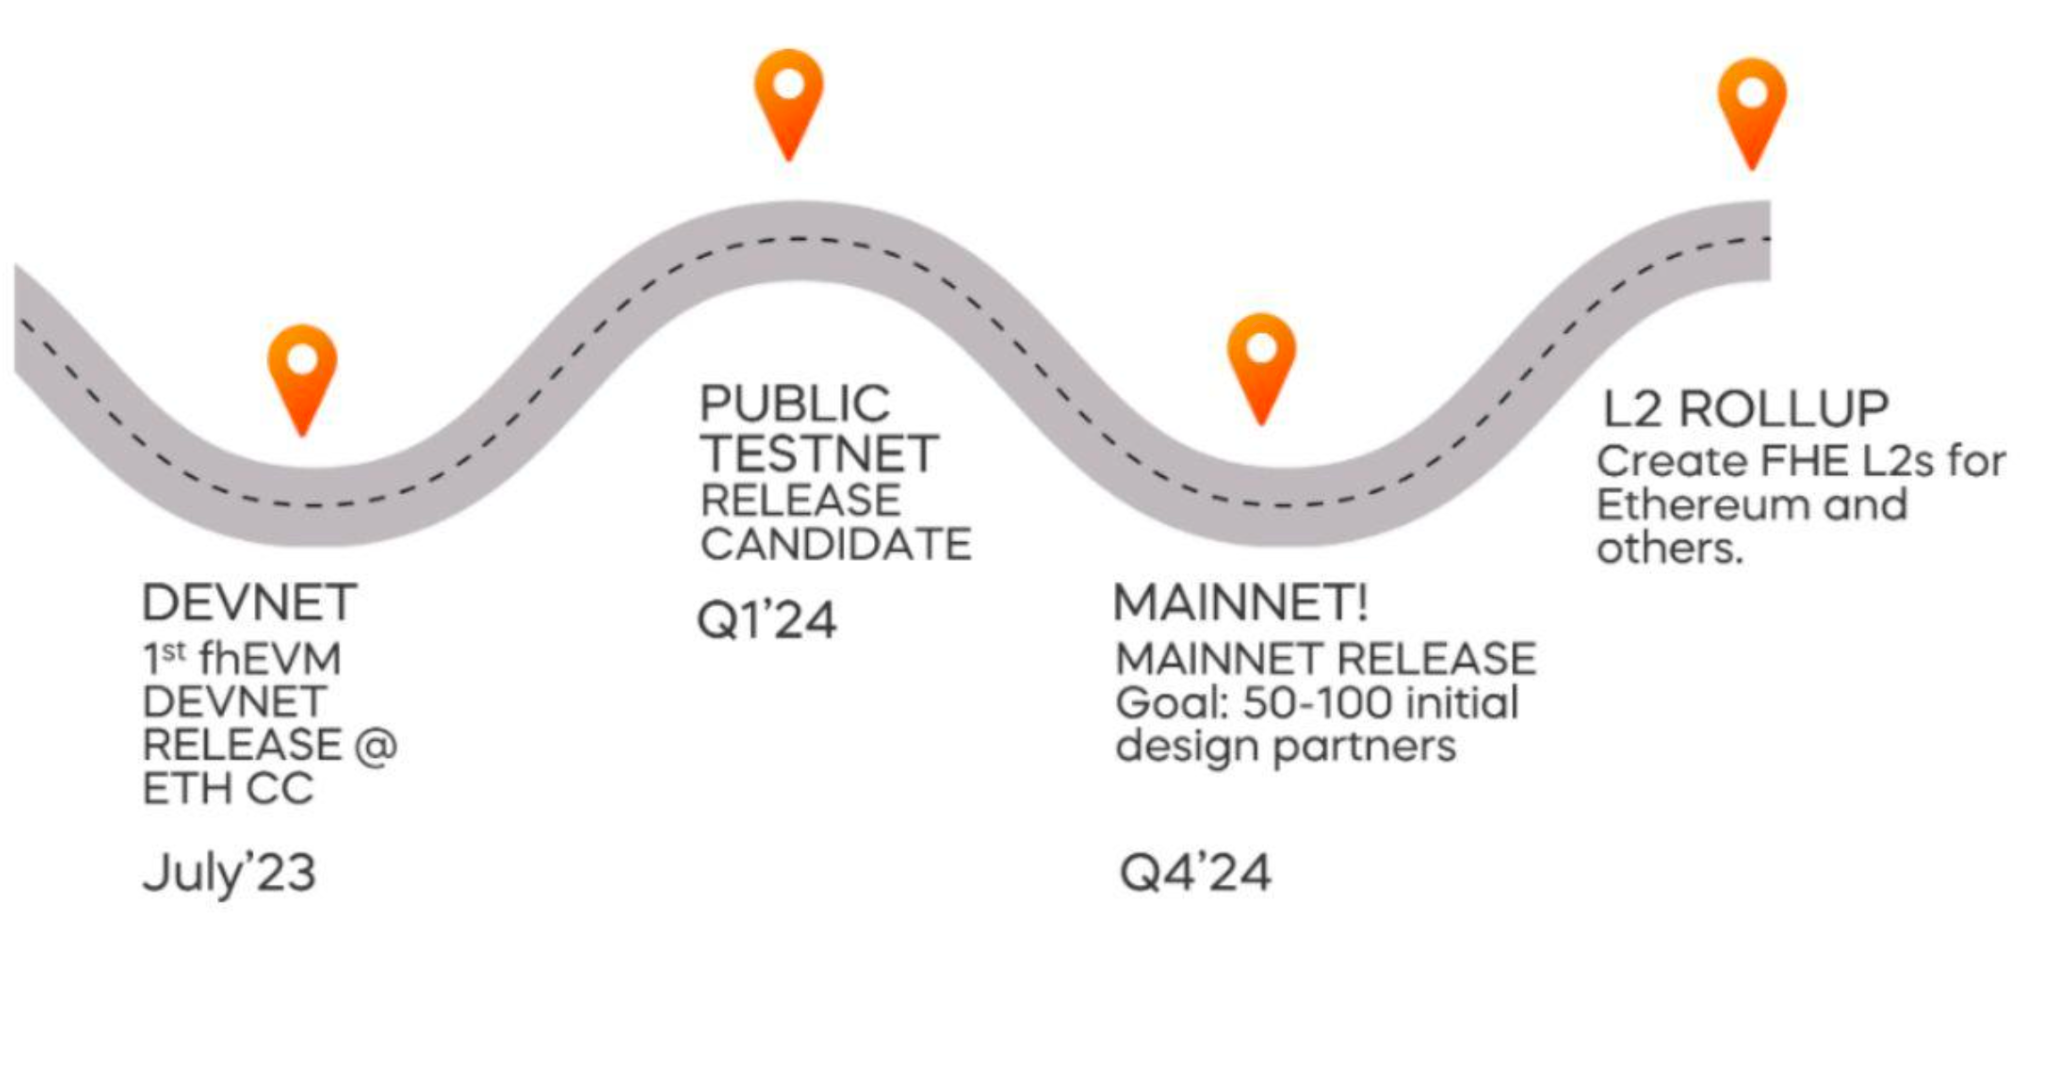 DEVNET
1st fhEVM
DEVNET
RELEASE @
ETH CC
July’23
PUBLIC
TESTNET
RELEASE
CANDIDATE
Q1’24
MAINNET!
MAINNET RELEASE
Goal: 50-100 initial
design partners
Q4’24
L2 ROLLUP
Create FHE L2s for
Ethereum and
others.